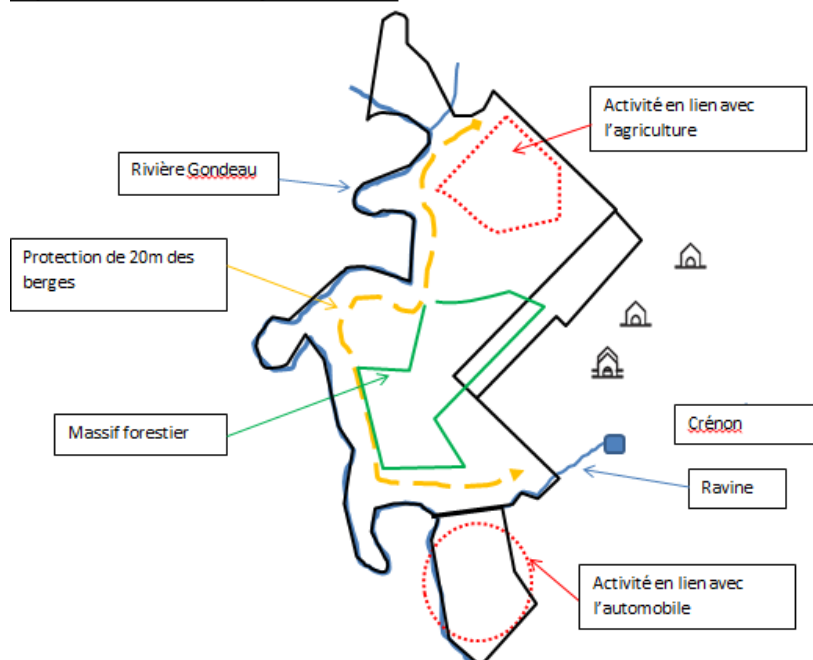 Activité en lien avec
l'agriculture
Rivière Gondeau
Protection de 20m des
berges
Massif forestier
Crénon
Ravine
Activité en lien avec
l'automobile